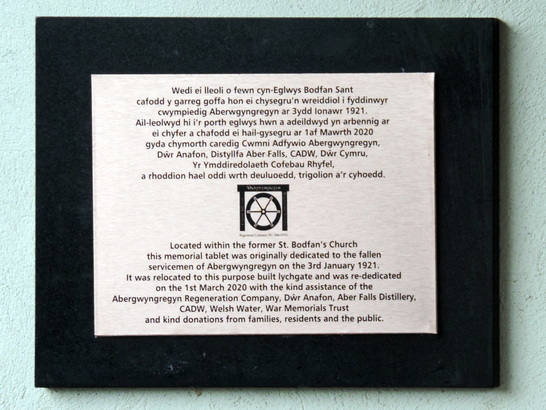 Wedi ei lleoli o fewn cyn-Eglwys Bodfan Sant
cafodd y garreg goffa hon ei chysegru'n wreiddiol i fyddinwyr
cwympiedig Aberwgyngregyn ar 3ydd Ionawr 1921.
Ail-leolwyd hi i'r porth eglwys hwn a adeildwyd yn arbennig ar
ei chyfer a chafodd ei hail-gysegru ar 1af Mawrth 2020
gyda chymorth caredig Cwmni Adfywio Abergwyngregyn,
Dŵr Anafon, Distyllfa Aber Falls, CADW, Dŵr Cymru,
Yr Ymddiredolaeth Cofebau Rhyfel,
a rhoddion hael oddi wrth deuluoedd, trigolion a'r cyhoedd.
Located within the former St. Bodfan's Church
this memorial tablet was originally dedicated to the fallen
servicemen of Abergwyngregyn on the 3rd January 1921.
It was relocated to this purpose built lychgate and was re-dedicated
on the 1st March 2020 with the kind assistance of the
Abergwyngregyn Regeneration Company, Dŵr Anafon, Aber Falls Distillery,
CADW, Welsh Water, War Memorials Trust
and kind donations from families, residents and the public.